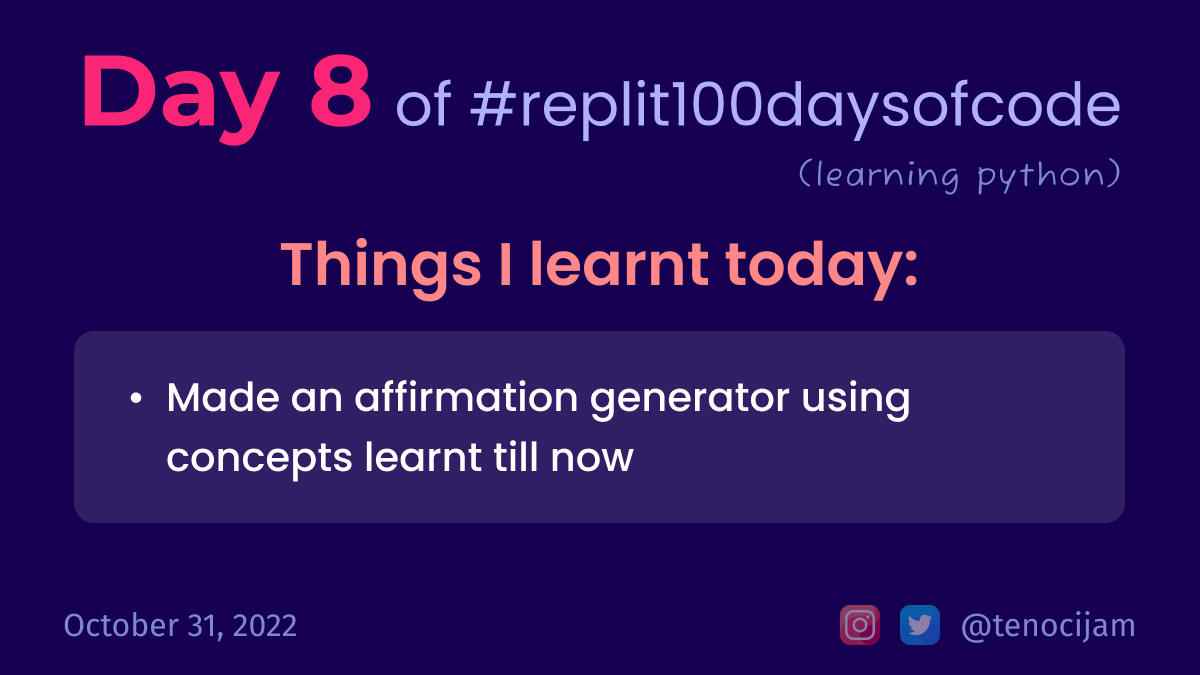 Day 8 of #replit100daysofcode
(learning python)
Things I learnt today:
• Made an affirmation generator using
concepts learnt till now
October 31, 2022
@tenocijam